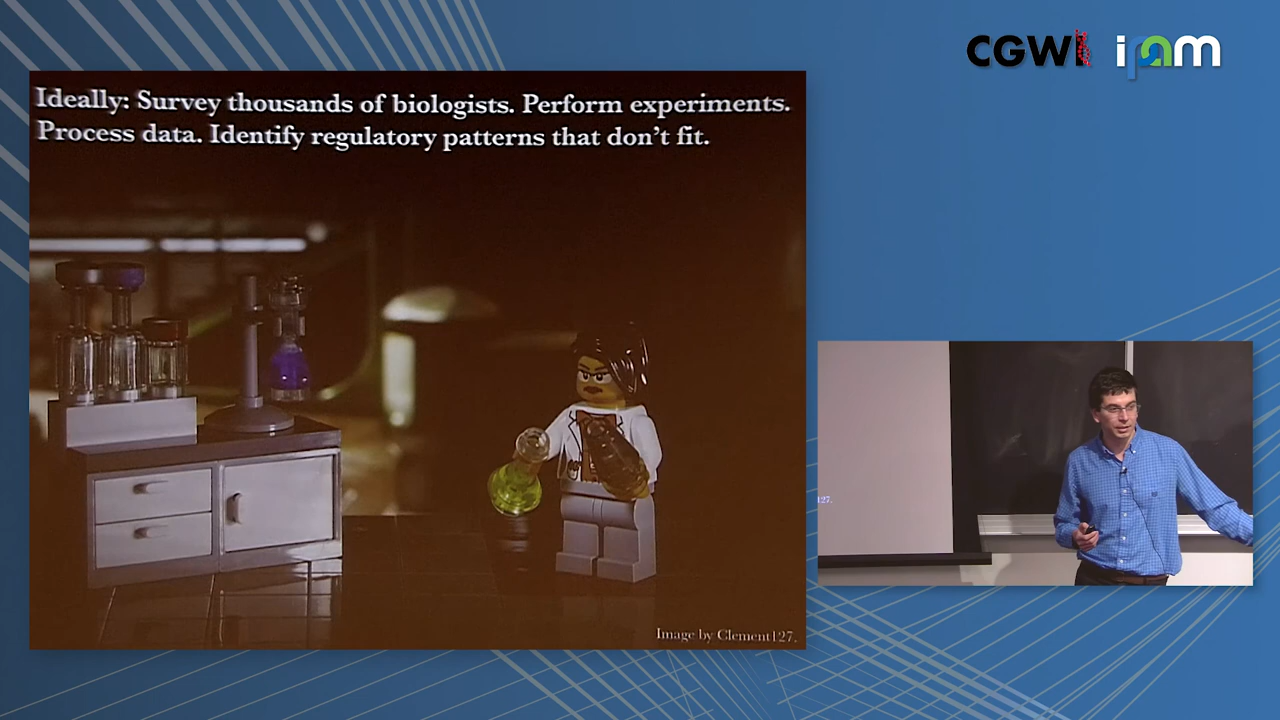 CGWI ipam
Ideally: Survey thousands of biologists. Perform experiments.
Process data. Identify regulatory patterns that don't fit.
127.
Image by Clement127.